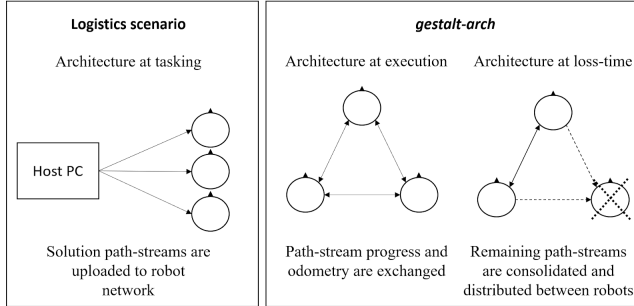 Logistics scenario
Architecture at tasking
Host PC
Solution path-streams are
uploaded to robot
network
gestalt-arch
Architecture at execution
Path-stream progress and
odometry are exchanged
Architecture at loss-time
Remaining path-streams
are consolidated and
distributed between robots